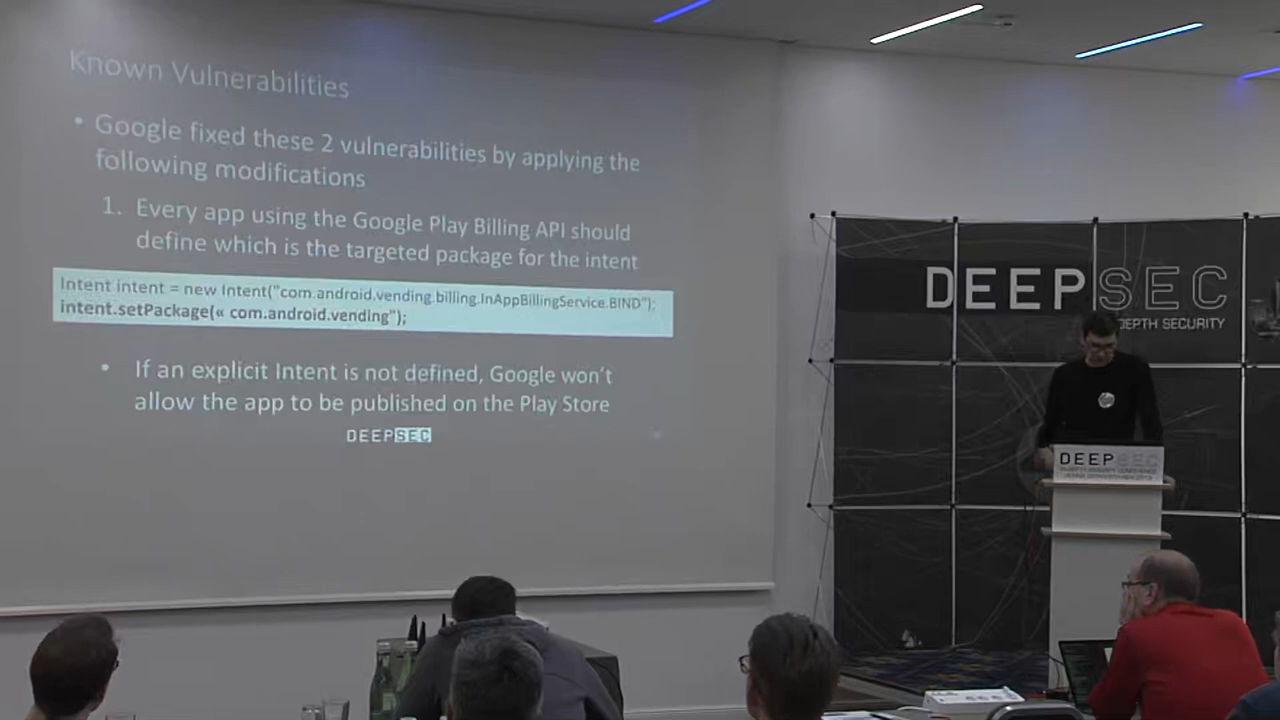 Known Vulnerabilities
• Google fixed these 2 vulnerabilities by applying the
following modifications
1. Every app using the Google Play Billing API should
define which is the targeted package for the intent
Intent intent = new Intent("com.android.vending.billing.InAppBillingService.BIND");
intent.setPackage(« com.android.vending");
• If an explicit Intent is not defined, Google won't
allow the app to be published on the Play Store
DEEPSEC
DEEPSEC
DEPTH SECURITY
DEEPSEC